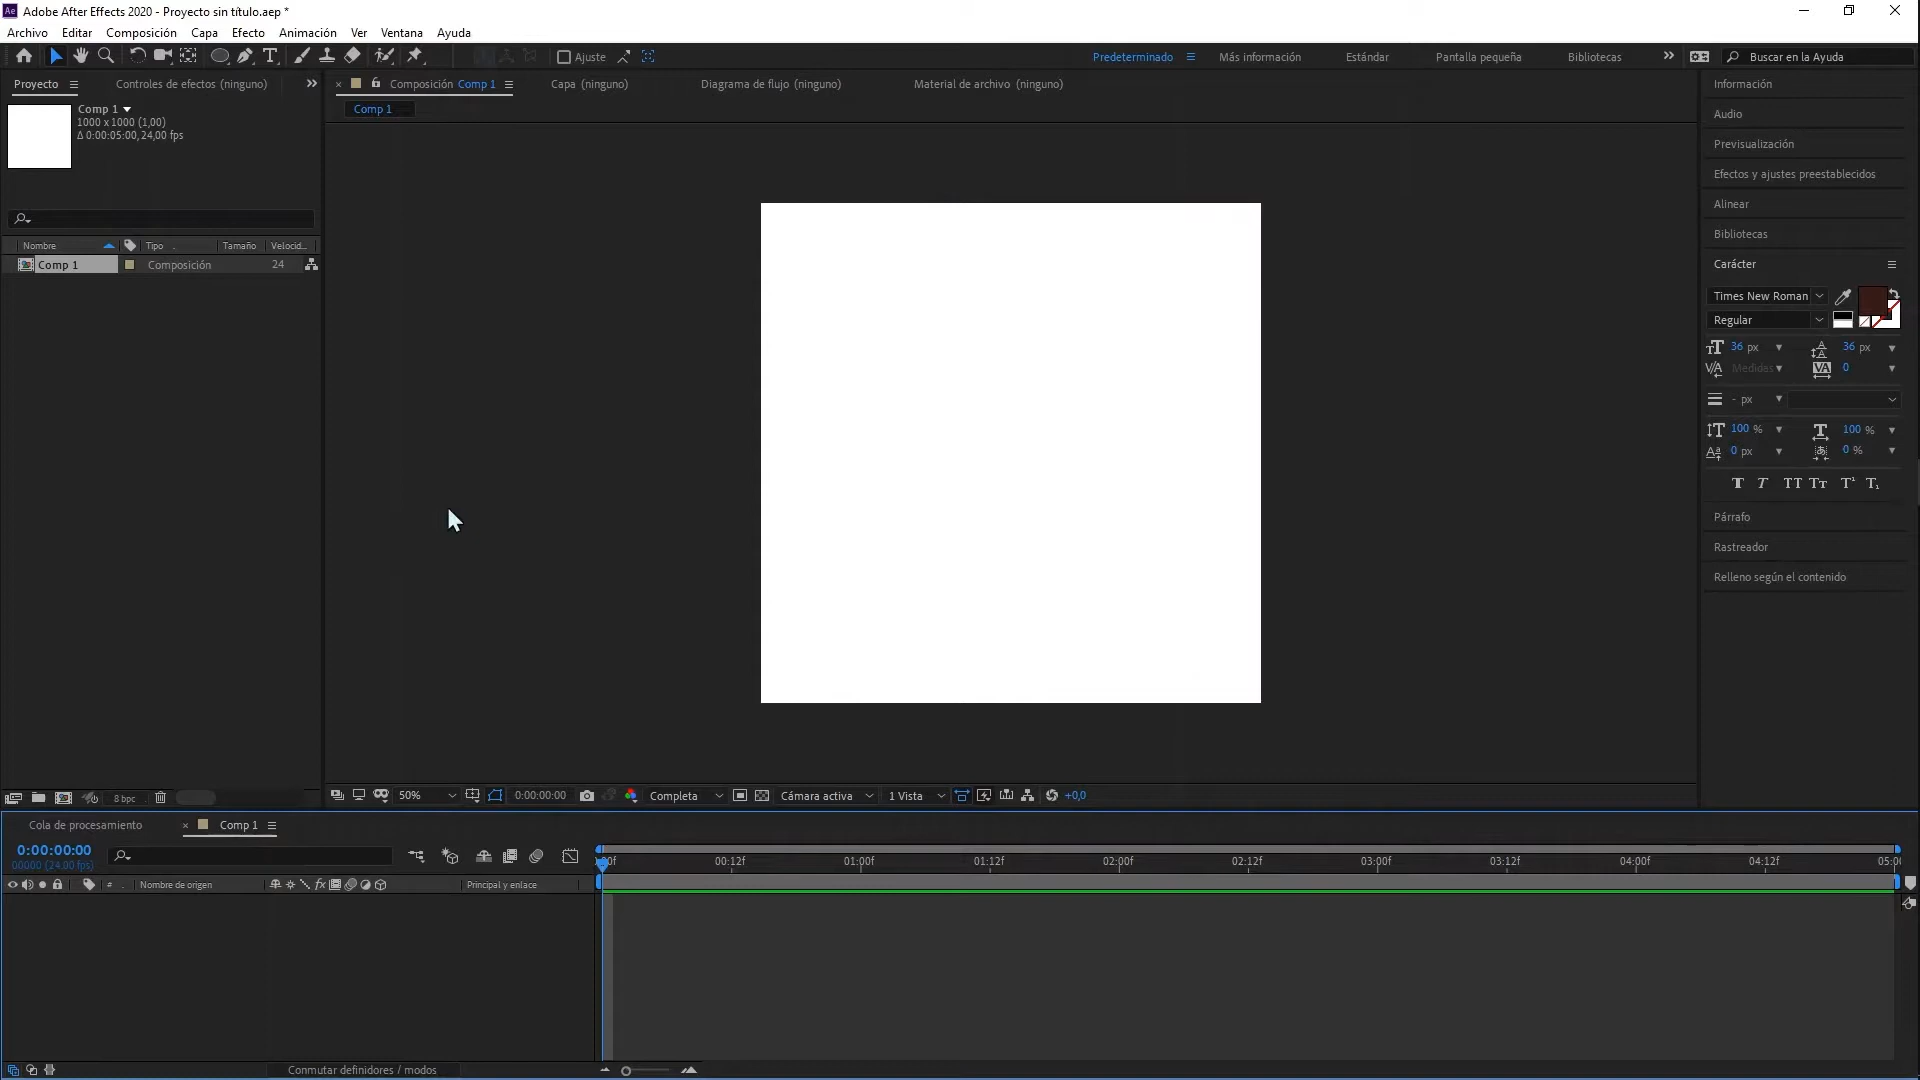 Ae Adobe After Effects 2020 - Proyecto sin título.aep *
Archivo Editar Composición Capa Efecto Animación Ver Ventana Ayuda
Ajuste Predeterminado Más información Estándar Pantalla pequeña Bibliotecas Buscar en la Ayuda
Proyecto Controles de efectos (ninguno) Composición Comp 1 Capa (ninguno) Diagrama de flujo (ninguno) Material de archivo (ninguno)
Comp 1
Comp 1
1000 x 1000 (1,00)
Δ 0:00:05:00, 24,00 fps
Nombre Tipo Tamaño Velocid...
Comp 1 Composición 24
Información
Audio
Previsualización
Efectos y ajustes preestablecidos
Alinear
Bibliotecas
Carácter
Times New Roman
Regular
36 px 36 px
Medidas 0
- px
100 % 100 %
0 px 0 %
Párrafo
Rastreador
Relleno según el contenido
8 bpc
50% 0:00:00:00 Completa Cámara activa 1 Vista +0,0
Cola de procesamiento Comp 1
0:00:00:00
00000 (24.00 fps)
:00f 00:12f 01:00f 01:12f 02:00f 02:12f 03:00f 03:12f 04:00f 04:12f 05:0
# Nombre de origen Principal y enlace
Conmutar definidores / modos